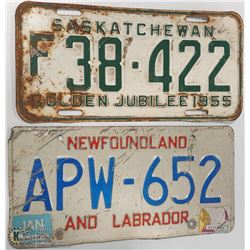 SASKATCHEWAN
F 38·422
GOLDEN JUBILEE 1955
NEWFOUNDLAND
APW-652
AND LABRADOR
JAN